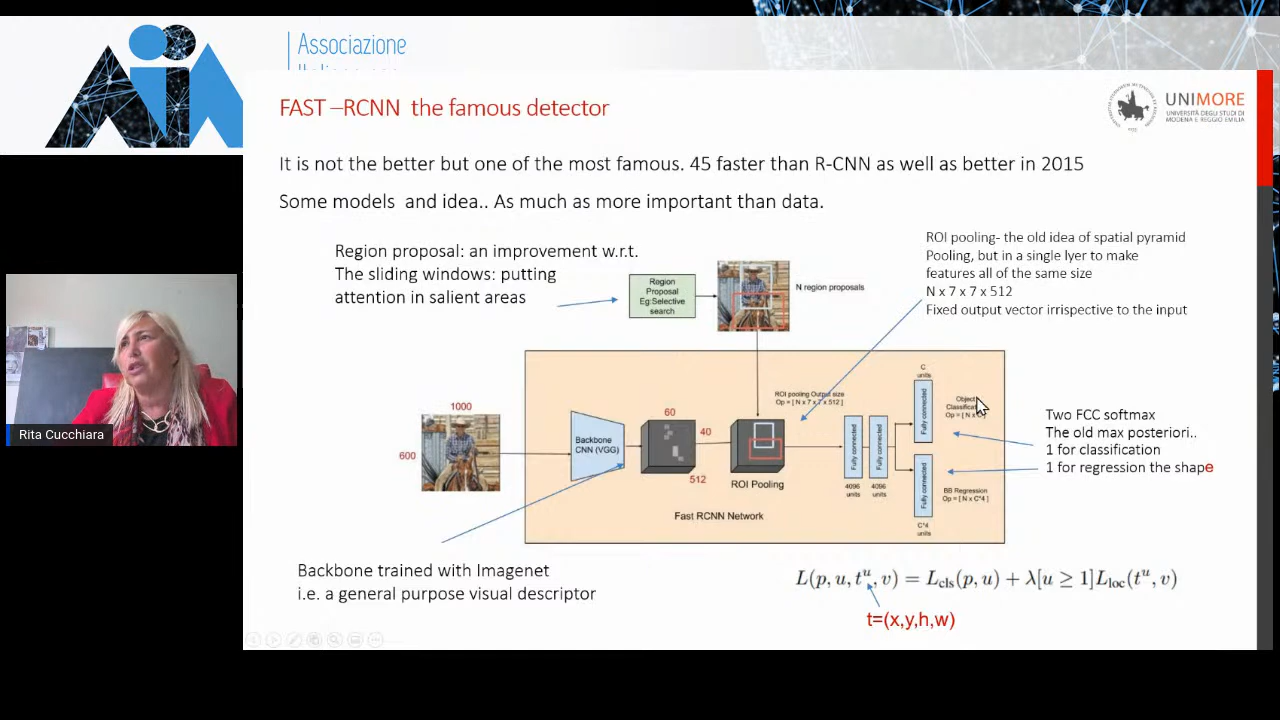 Associazione
FAST –RCNN the famous detector
UNIMORE
UNIVERSITÀ DEGLI STUDI DI
MODENA E REGGIO EMILIA
It is not the better but one of the most famous. 45 faster than R-CNN as well as better in 2015
Some models and idea.. As much as more important than data.
Region proposal: an improvement w.r.t.
The sliding windows: putting
attention in salient areas
Region
Proposal
Eg:Selective
search
N region proposals
ROI pooling- the old idea of spatial pyramid
Pooling, but in a single lyer to make
features all of the same size
N x 7 x 7 x 512
Fixed output vector irrispective to the input
1000
600
Backbone
CNN (VGG)
60
40
512
ROI pooling Output size
Op = [ N x 7 x 7 x 512 ]
ROI Pooling
Fast RCNN Network
Fully connected
4096
units
Fully connected
4096
units
C
units
Fully connected
Object
Op = [ N x
Fully connected
C*4
units
BB Regression
Op = [ N x C*4 ]
Two FCC softmax
The old max posteriori..
1 for classification
1 for regression the shape
Rita Cucchiara
Backbone trained with Imagenet
i.e. a general purpose visual descriptor
L(p, u, tᵘ, v) = L_cls(p, u) + λ[u ≥ 1]L_loc(tᵘ, v)
t=(x,y,h,w)